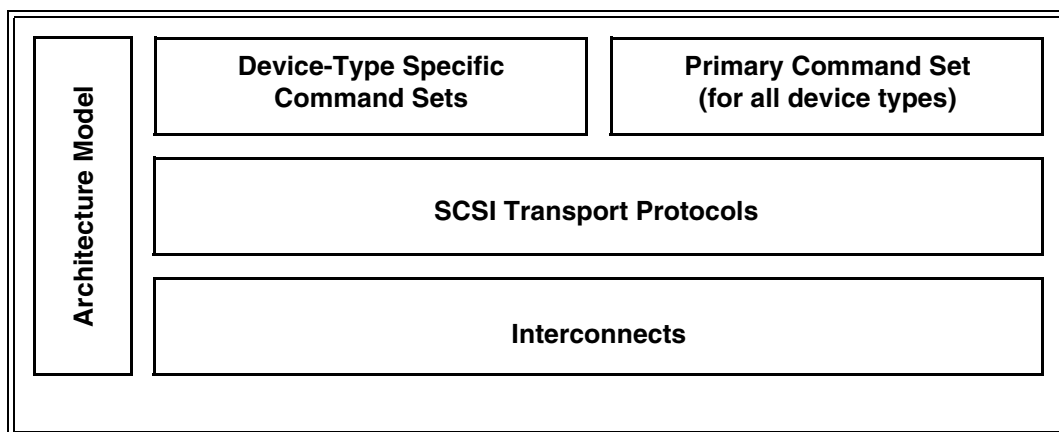 Architecture Model
Device-Type Specific
Command Sets
Primary Command Set
(for all device types)
SCSI Transport Protocols
Interconnects